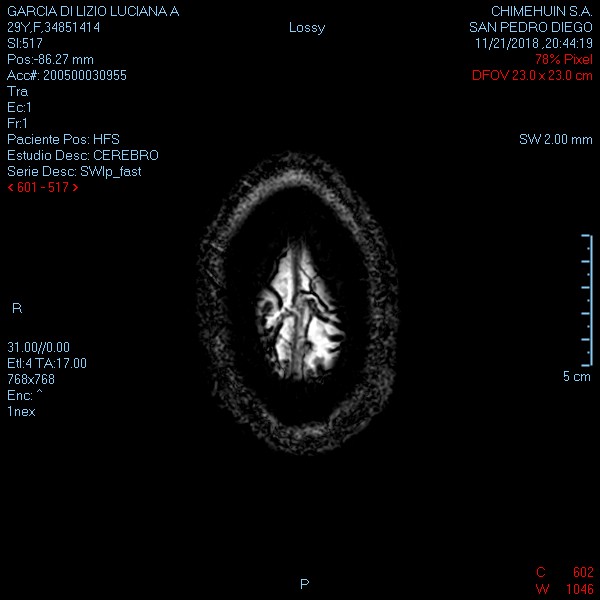 GARCIA DI LIZIO LUCIANA A
29Y,F,34851414
SI:517
Pos:-86.27 mm
Acc#: 200500030955
Tra
Ec:1
Fr:1
Paciente Pos: HFS
Estudio Desc: CEREBRO
Serie Desc: SWIp_fast
< 601 - 517 >
Lossy
CHIMEHUIN S.A.
SAN PEDRO DIEGO
11/21/2018 ,20:44:19
78% Pixel
DFOV 23.0 x 23.0 cm
SW 2.00 mm
R
31.00//0.00
Etl:4 TA:17.00
768x768
Enc: ^
1nex
5 cm
P
C 602
W 1046